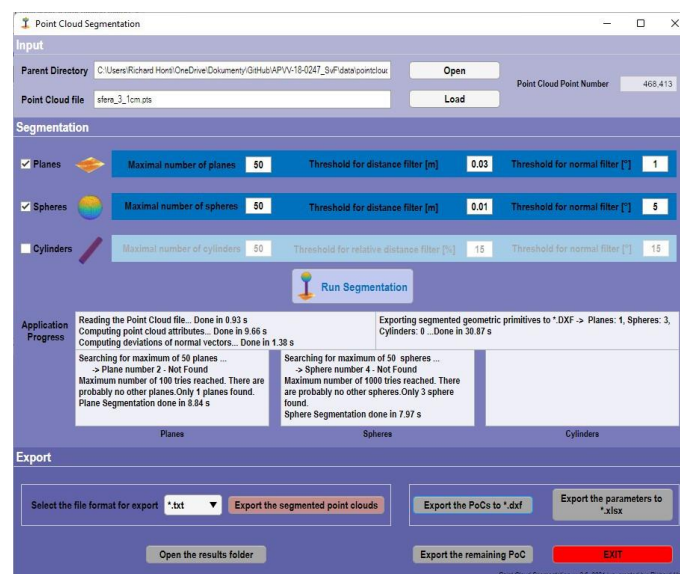 Point Cloud Segmentation
Input
Parent Directory C:\Users\Richard Honti\OneDrive\Dokumenty\GitHub\APVV-18-0247_SvF\data\pointclout Open
Point Cloud Point Number 468,413
Point Cloud file sfera_3_1cm.pts Load
Segmentation
Planes Maximal number of planes 50 Threshold for distance filter [m] 0.03 Threshold for normal filter [°] 1
Spheres Maximal number of spheres 50 Threshold for distance filter [m] 0.01 Threshold for normal filter [°] 5
Cylinders Maximal number of cylinders 50 Threshold for relative distance filter [%] 15 Threshold for normal filter [°] 15
Run Segmentation
Application Progress
Reading the Point Cloud file... Done in 0.93 s
Computing point cloud attributes... Done in 9.66 s
Computing deviations of normal vectors... Done in 1.38 s
Exporting segmented geometric primitives to *.DXF -> Planes: 1, Spheres: 3,
Cylinders: 0 ...Done in 30.87 s
Searching for maximum of 50 planes ...
-> Plane number 2 - Not Found
Maximum number of 100 tries reached. There are
probably no other planes.Only 1 planes found.
Plane Segmentation done in 8.84 s
Searching for maximum of 50 spheres ...
-> Sphere number 4 - Not Found
Maximum number of 1000 tries reached. There
are probably no other spheres.Only 3 sphere
found.
Sphere Segmentation done in 7.97 s
Planes Spheres Cylinders
Export
Select the file format for export *.txt Export the segmented point clouds Export the PoCs to *.dxf
Export the parameters to
*.xlsx
Open the results folder Export the remaining PoC EXIT